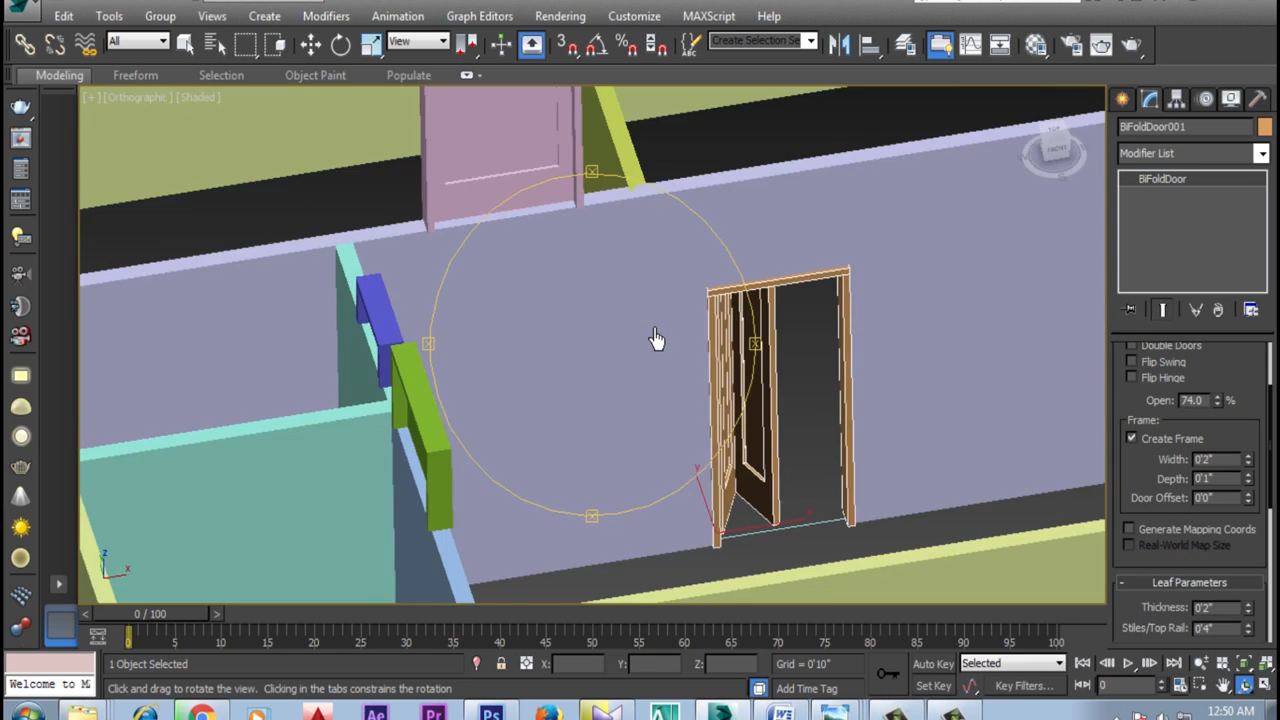 Edit Tools Group Views Create Modifiers Animation Graph Editors Rendering Customize MAXScript Help
All View ABC Create Selection Se
Modeling Freeform Selection Object Paint Populate
[+] [Orthographic] [Shaded]
BiFoldDoor001
Modifier List
BiFoldDoor
TOP
FRONT
Double Doors
Flip Swing
Flip Hinge
Open: 74.0 %
Frame:
Create Frame
Width: 0'2"
Depth: 0'1"
Door Offset: 0'0"
Generate Mapping Coords
Real-World Map Size
- Leaf Parameters
Thickness: 0'2"
Stiles/Top Rail: 0'4"
y
x
z
x
< 0 / 100 >
0 5 10 15 20 25 30 35 40 45 50 55 60 65 70 75 80 85 90 95 100
1 Object Selected X: Y: Z: Grid = 0'10" Auto Key Selected
Welcome to M Click and drag to rotate the view. Clicking in the tabs constrains the rotation Add Time Tag Set Key Key Filters... 0
Ae Pr Ps W
12:50 AM